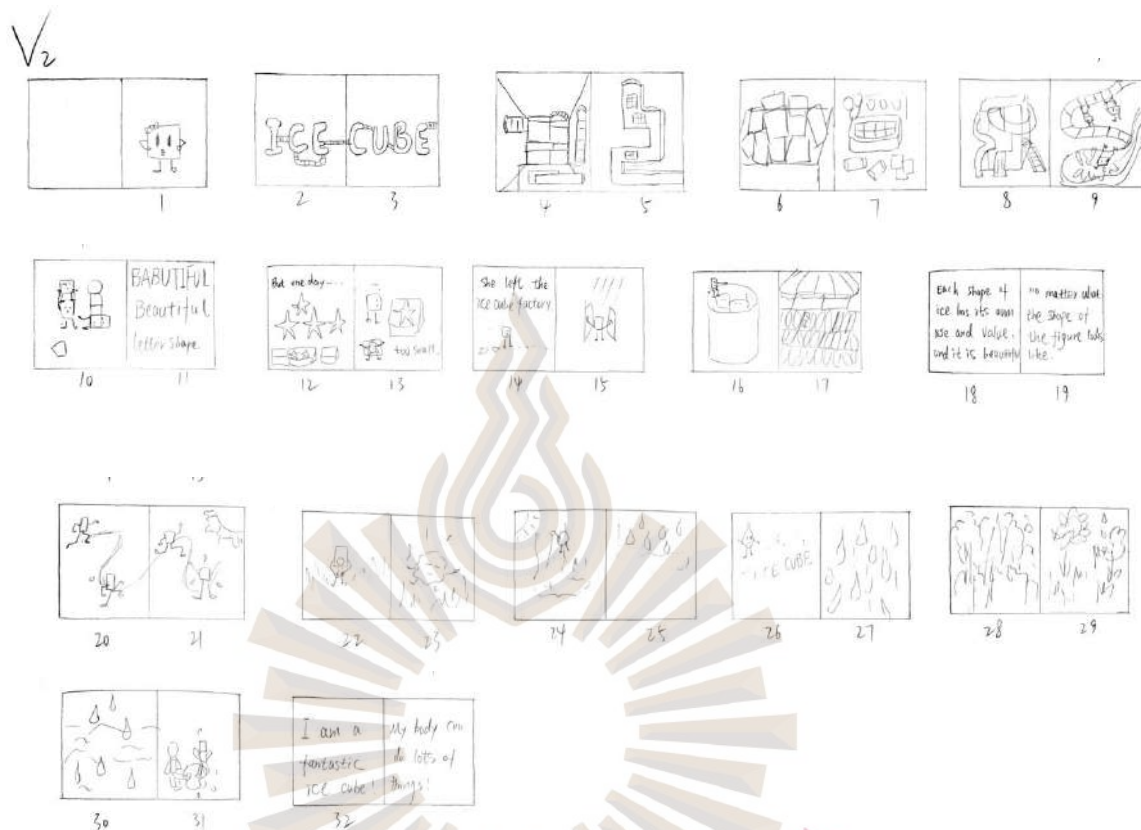 V2
1
ICE CUBE
2 3
4 5
6 7
8 9
BABUTIFUL
Beautiful
letter shape
10 11
But one day....
too small..
12 13
She left the
ice cube factory
14 15
16 17
Each shape of
ice has its own
use and value.
and it is beautiful
no matter what
the shape of
the figure looks
like.
18 19
20 21
22 23
24 25
ICE CUBE
26 27
28 29
30 31
I am a
fantastic
ice cube!
My body can
do lots of
things!
32